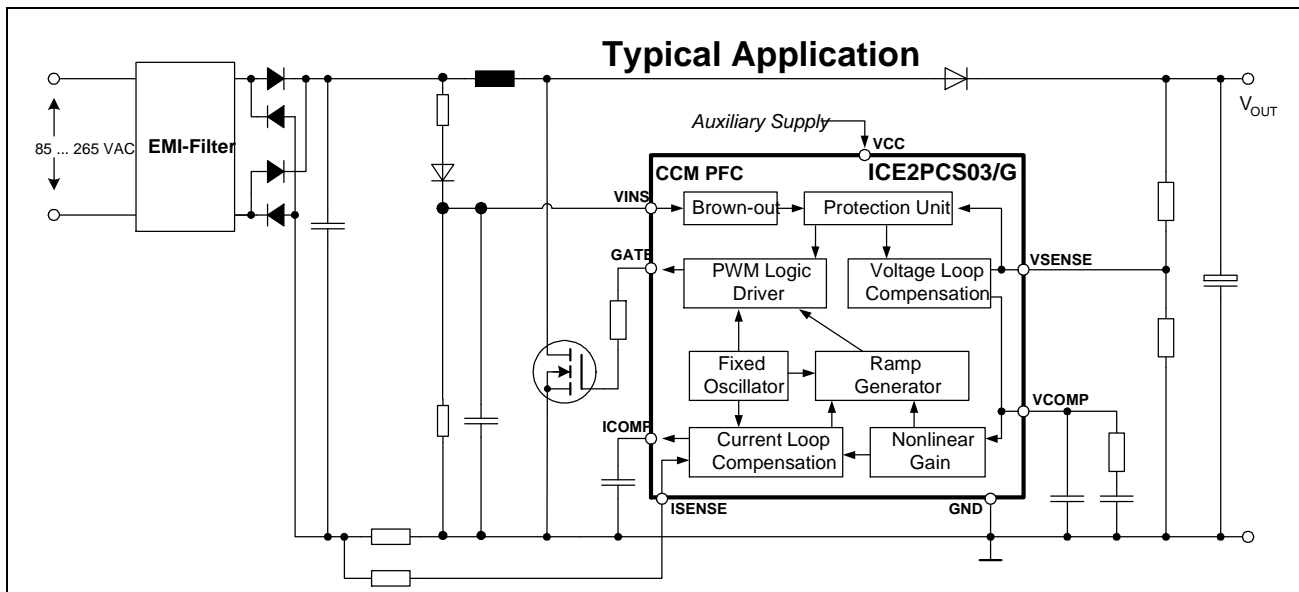 Typical Application
85 ... 265 VAC
EMI-Filter
V_OUT
Auxiliary Supply
VCC
CCM PFC
ICE2PCS03/G
VINS
Brown-out
Protection Unit
GATE
PWM Logic
Driver
Voltage Loop
Compensation
VSENSE
Fixed
Oscillator
Ramp
Generator
VCOMP
ICOMP
Current Loop
Compensation
Nonlinear
Gain
ISENSE
GND